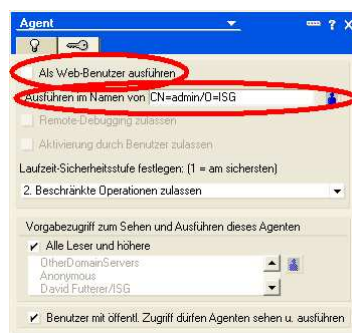 Agent
? X
Als Web-Benutzer ausführen
Ausführen im Namen von CN=admin/O=ISG
Remote-Debugging zulassen
Aktivierung durch Benutzer zulassen
Laufzeit-Sicherheitsstufe festlegen: (1 = am sichersten)
2. Beschränkte Operationen zulassen
Vorgabezugriff zum Sehen und Ausführen dieses Agenten
Alle Leser und höhere
OtherDomainServers
Anonymous
David Futterer/ISG
Benutzer mit öffentl. Zugriff dürfen Agenten sehen u. ausführen